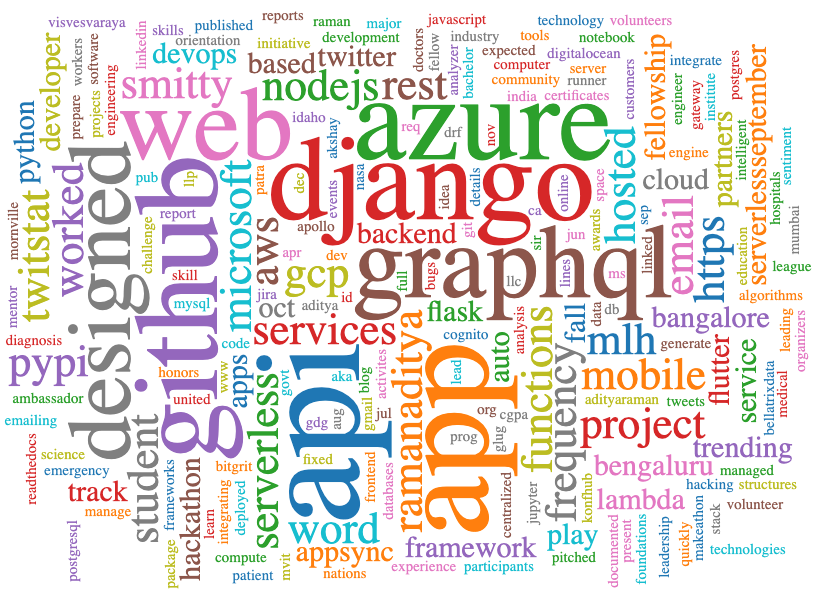 visvesvaraya
linkedin
skills
published
reports
raman
major
javascript
technology
volunteers
orientation
initiative
development
doctors
fellow
industry
tools
notebook
developer
workers
software
devops
based
twitter
analyzer
bachelor
expected
digitalocean
computer
server
customers
fellowship
integrate
postgres
python
prepare
projects
engineering
smitty
nodejs
rest
community
runner
india
certificates
engineer
gateway
institute
serverlessseptember
web
idaho
akshay
azure
req
drf
nov
hosted
engine
partners
intelligent
sentiment
hospitals
worked
designed
github
pub
llp
microsoft
patra
dec
events
nasa
django
idea
details
online
space
cloud
mornville
twitstat
challenge
report
aws
apollo
backend
git
ca
awards
sep
linked
email
https
education
dev
mumbai
skill
mysql
apr
dev
gcp
full
bugs
graphql
sir
jun
llc
lines
ms
league
algorithms
mentor
jira
oct
aditya
id
flask
data
db
bangalore
leading
organizers
diagnosis
code
services
cognito
analysis
functions
fall
mlh
generate
pypi
honors
www
apps
govt
aka
blog
activites
ramanaditya
lead
auto
frequency
mobile
flutter
service
bellatrixdata
medical
ambassador
united
serverless
api
gdg
aug
gmail
jul
app
org
cgpa
adityaraman
tweets
emailing
student
prog
glug
project
trending
readthedocs
science
emergency
hackathon
bitgrit
fixed
frontend
databases
centralized
jupyter
konfhub
bengaluru
managed
track
manage
frameworks
learn
integrating
deployed
word
lambda
hacking
structures
postgresql
package
compute
mvit
appsync
framework
play
documented
present
foundations
leadership
quickly
makeathon
stack
volunteer
technologies
patient
nations
experience
participants
pitched